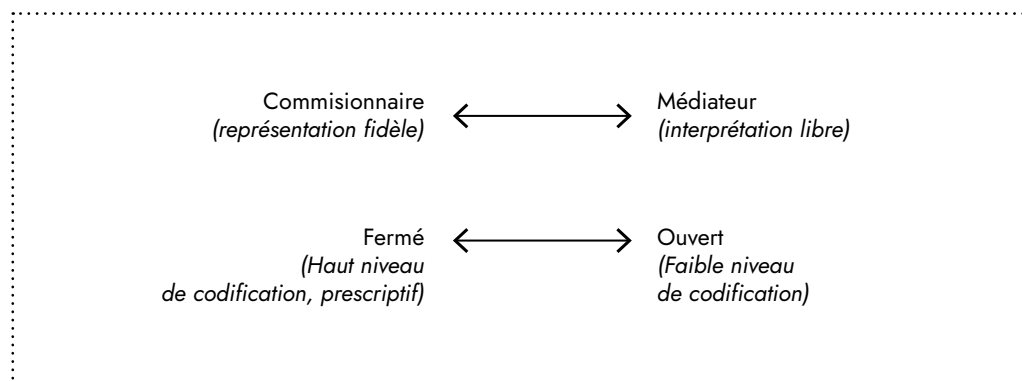 Commisionnaire
(représentation fidèle)
Médiateur
(interprétation libre)
Fermé
(Haut niveau
de codification, prescriptif)
Ouvert
(Faible niveau
de codification)